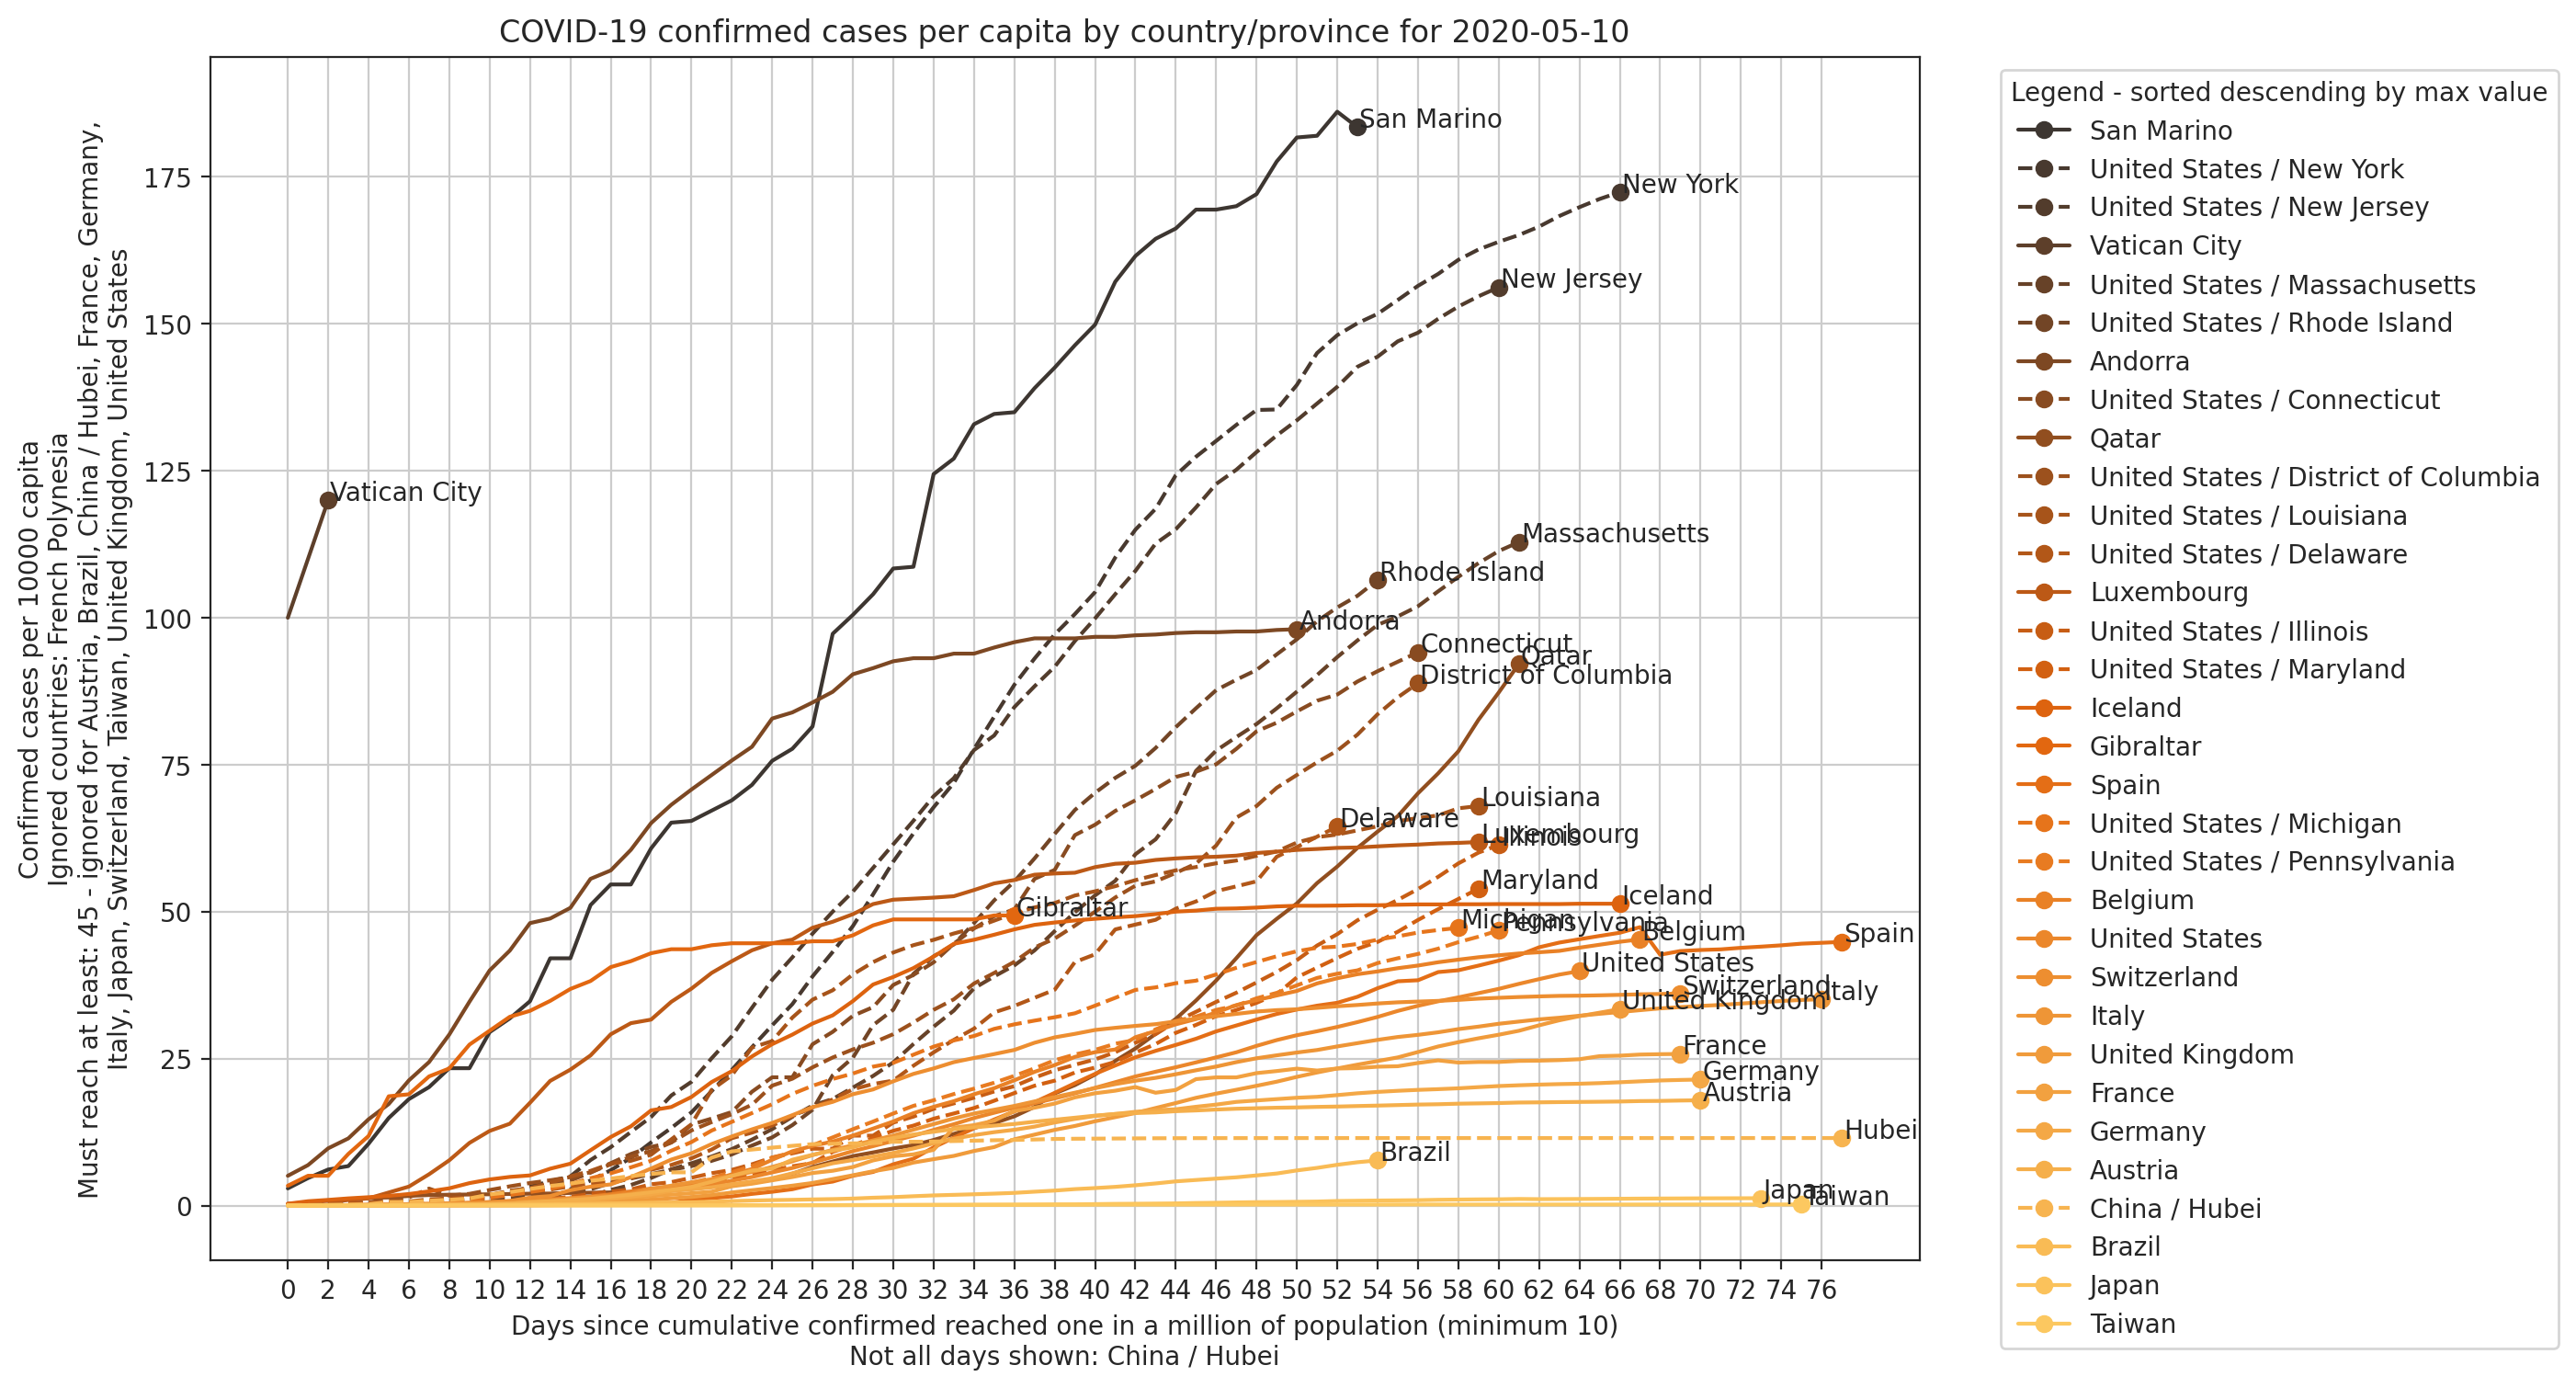 COVID-19 confirmed cases per capita by country/province for 2020-05-10
Confirmed cases per 10000 capita
Ignored countries: French Polynesia
Must reach at least: 45 - ignored for Austria, Brazil, China / Hubei, France, Germany,
Italy, Japan, Switzerland, Taiwan, United Kingdom, United States
175
150
125
100
75
50
25
0
San Marino
New York
New Jersey
Vatican City
Massachusetts
Rhode Island
Andorra
Connecticut
Qatar
District of Columbia
Louisiana
Delaware
Luxembourg
Illinois
Maryland
Iceland
Gibraltar
Michigan
Pennsylvania
Belgium
Spain
United States
Switzerland
Italy
United Kingdom
France
Germany
Austria
Hubei
Brazil
Japan
Taiwan
0 2 4 6 8 10 12 14 16 18 20 22 24 26 28 30 32 34 36 38 40 42 44 46 48 50 52 54 56 58 60 62 64 66 68 70 72 74 76
Days since cumulative confirmed reached one in a million of population (minimum 10)
Not all days shown: China / Hubei
Legend - sorted descending by max value
San Marino
United States / New York
United States / New Jersey
Vatican City
United States / Massachusetts
United States / Rhode Island
Andorra
United States / Connecticut
Qatar
United States / District of Columbia
United States / Louisiana
United States / Delaware
Luxembourg
United States / Illinois
United States / Maryland
Iceland
Gibraltar
Spain
United States / Michigan
United States / Pennsylvania
Belgium
United States
Switzerland
Italy
United Kingdom
France
Germany
Austria
China / Hubei
Brazil
Japan
Taiwan